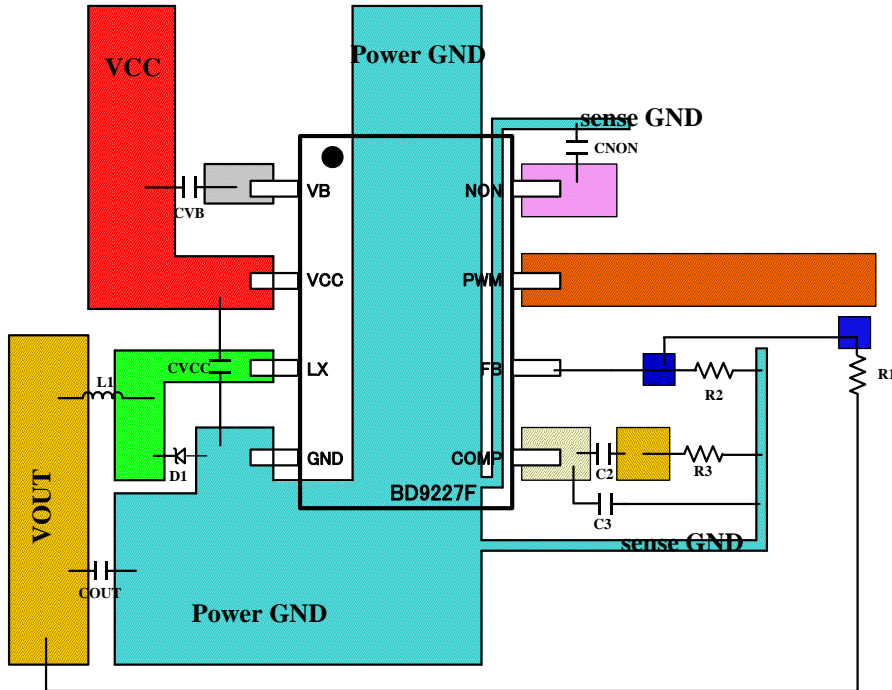 Power GND
VCC
sense GND
CNON
VB
NON
CVB
VCC
PWM
CVCC
LX
FB
L1
R2
R1
GND
COMP
D1
C2
R3
BD9227F
C3
VOUT
sense GND
COUT
Power GND